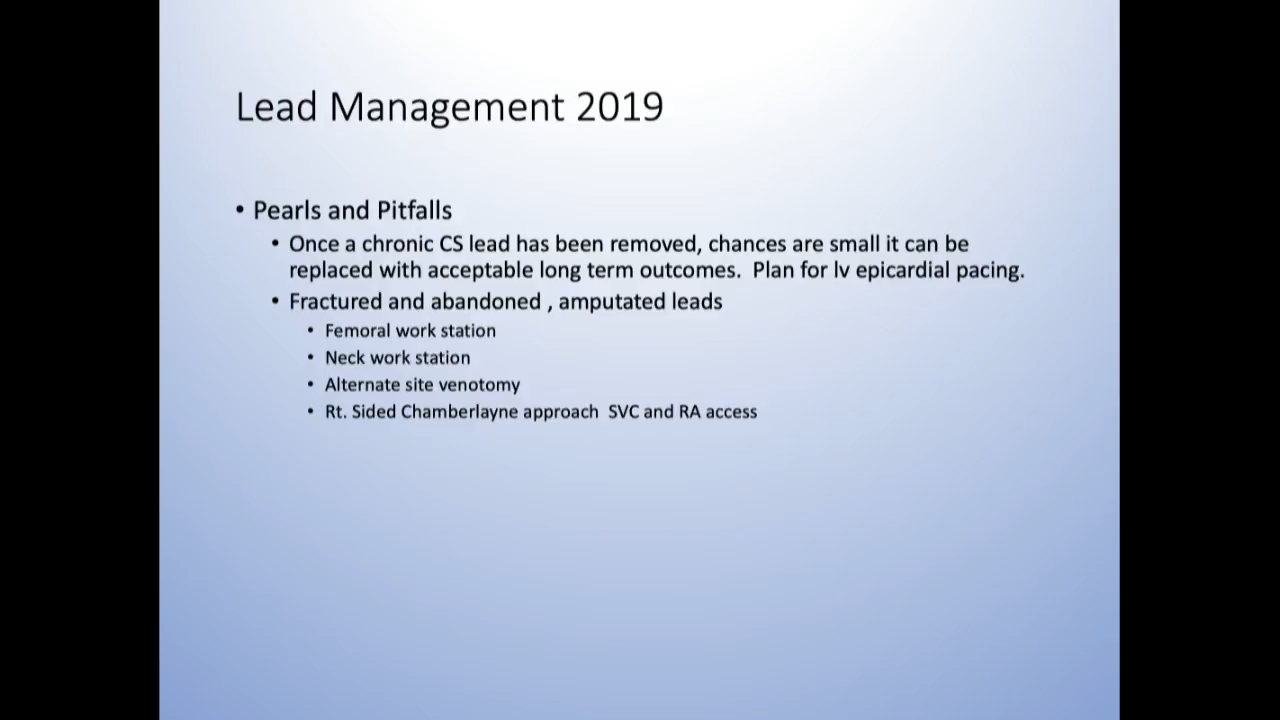 Lead Management 2019
• Pearls and Pitfalls
• Once a chronic CS lead has been removed, chances are small it can be
replaced with acceptable long term outcomes. Plan for lv epicardial pacing.
• Fractured and abandoned , amputated leads
• Femoral work station
• Neck work station
• Alternate site venotomy
• Rt. Sided Chamberlayne approach SVC and RA access